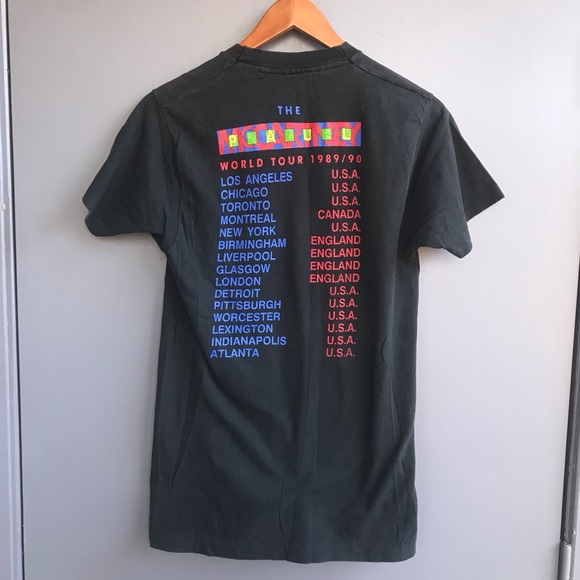 THE
PAUL
WORLD TOUR 1989/90
LOS ANGELES U.S.A.
CHICAGO U.S.A.
TORONTO U.S.A.
MONTREAL CANADA
NEW YORK U.S.A.
BIRMINGHAM ENGLAND
LIVERPOOL ENGLAND
GLASGOW ENGLAND
LONDON ENGLAND
DETROIT U.S.A.
PITTSBURGH U.S.A.
WORCESTER U.S.A.
LEXINGTON U.S.A.
INDIANAPOLIS U.S.A.
ATLANTA U.S.A.